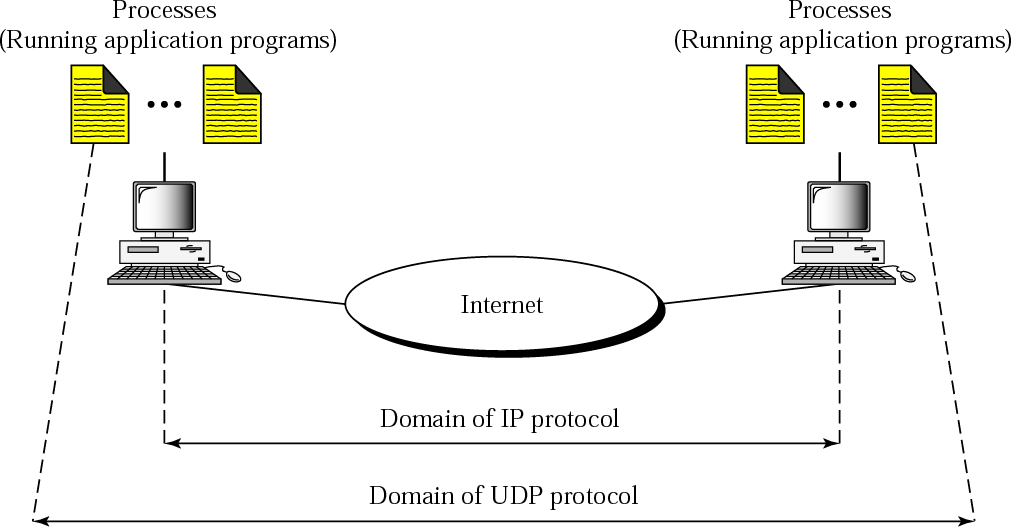 Processes
(Running application programs)
Processes
(Running application programs)
Internet
Domain of IP protocol
Domain of UDP protocol